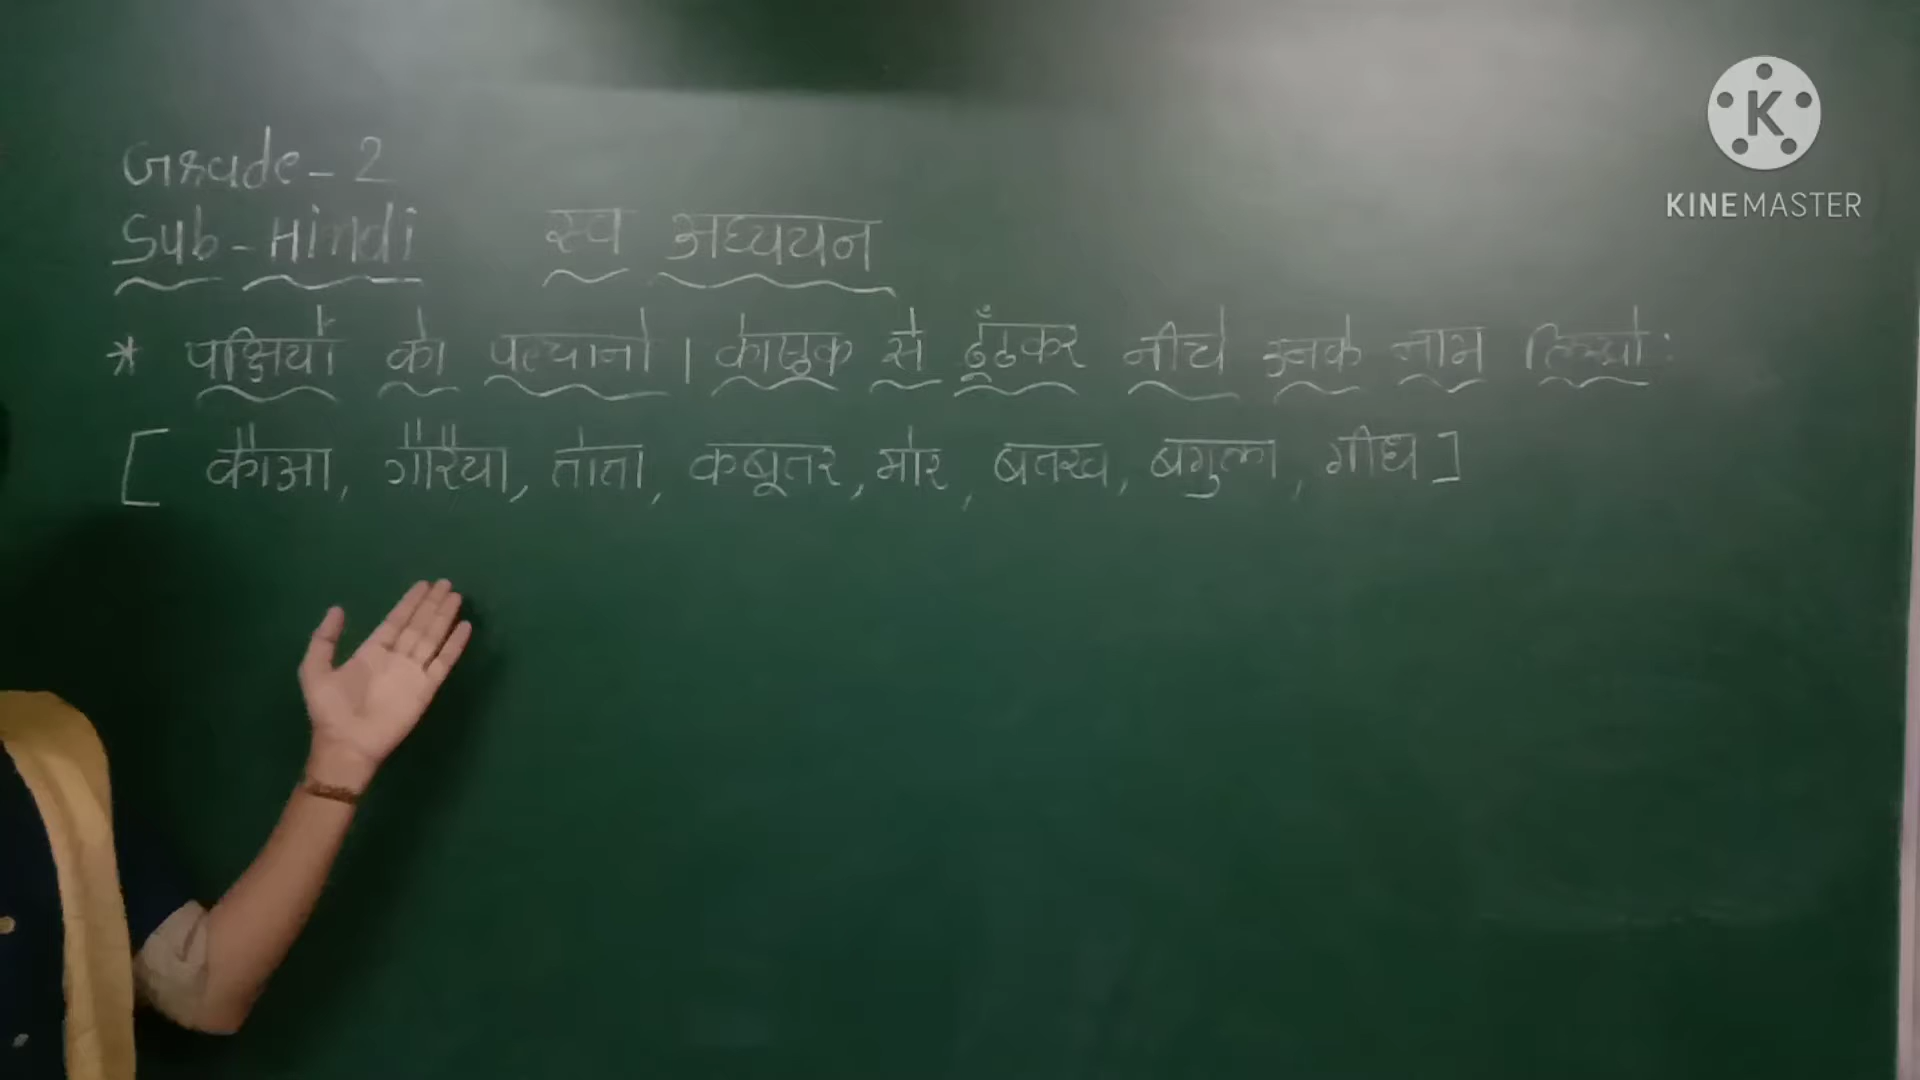 Grade - 2
Sub - Hindi स्व अध्ययन
* पक्षियों को पहचानो । कोष्ठक से ढूँढकर नीचे उनके नाम लिखो :
[ कौआ, गौरैया, तोता, कबूतर, मोर, बतख, बगुला, गीध ]
K
KINEMASTER